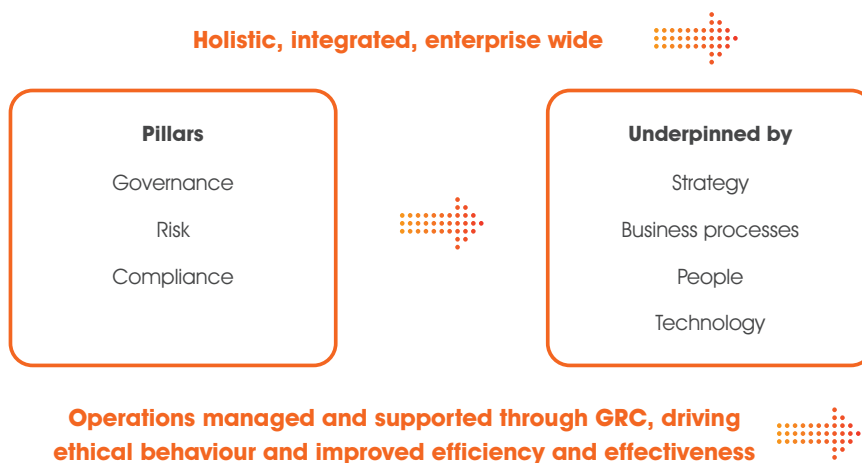 Holistic, integrated, enterprise wide
Pillars
Governance
Risk
Compliance
Underpinned by
Strategy
Business processes
People
Technology
Operations managed and supported through GRC, driving
ethical behaviour and improved efficiency and effectiveness